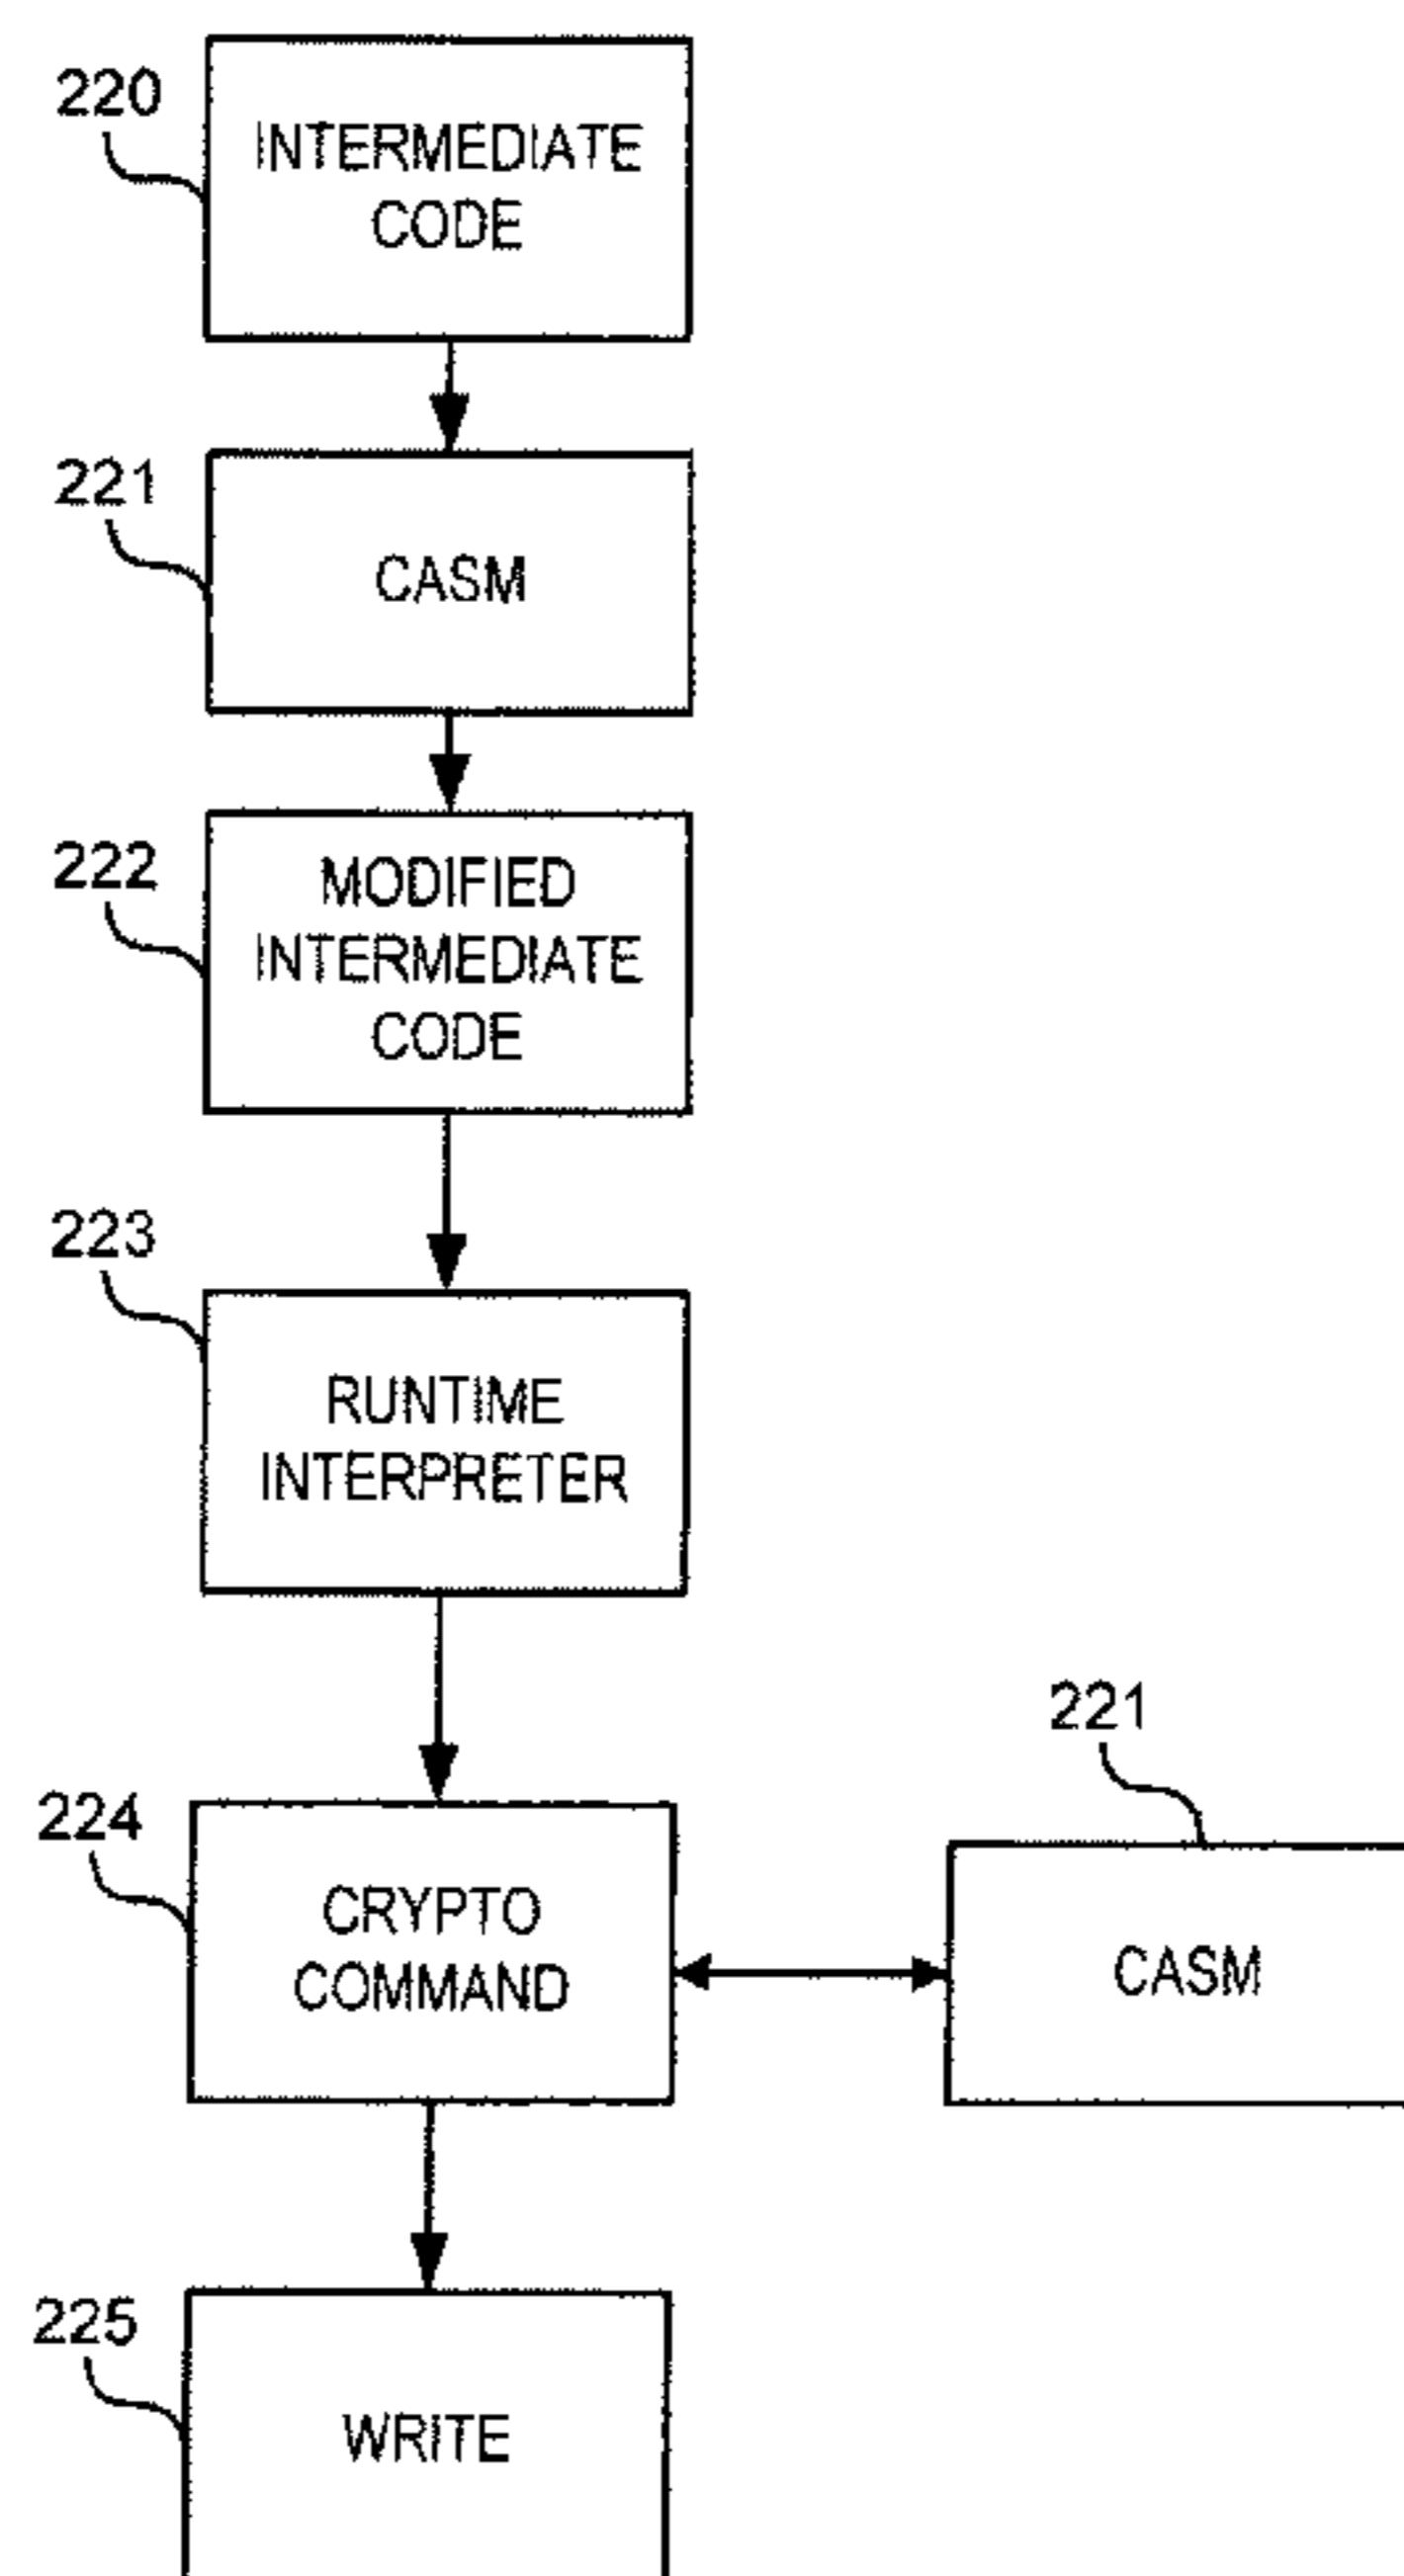 220
INTERMEDIATE
CODE
221
CASM
222
MODIFIED
INTERMEDIATE
CODE
223
RUNTIME
INTERPRETER
221
224
CRYPTO
COMMAND
CASM
225
WRITE